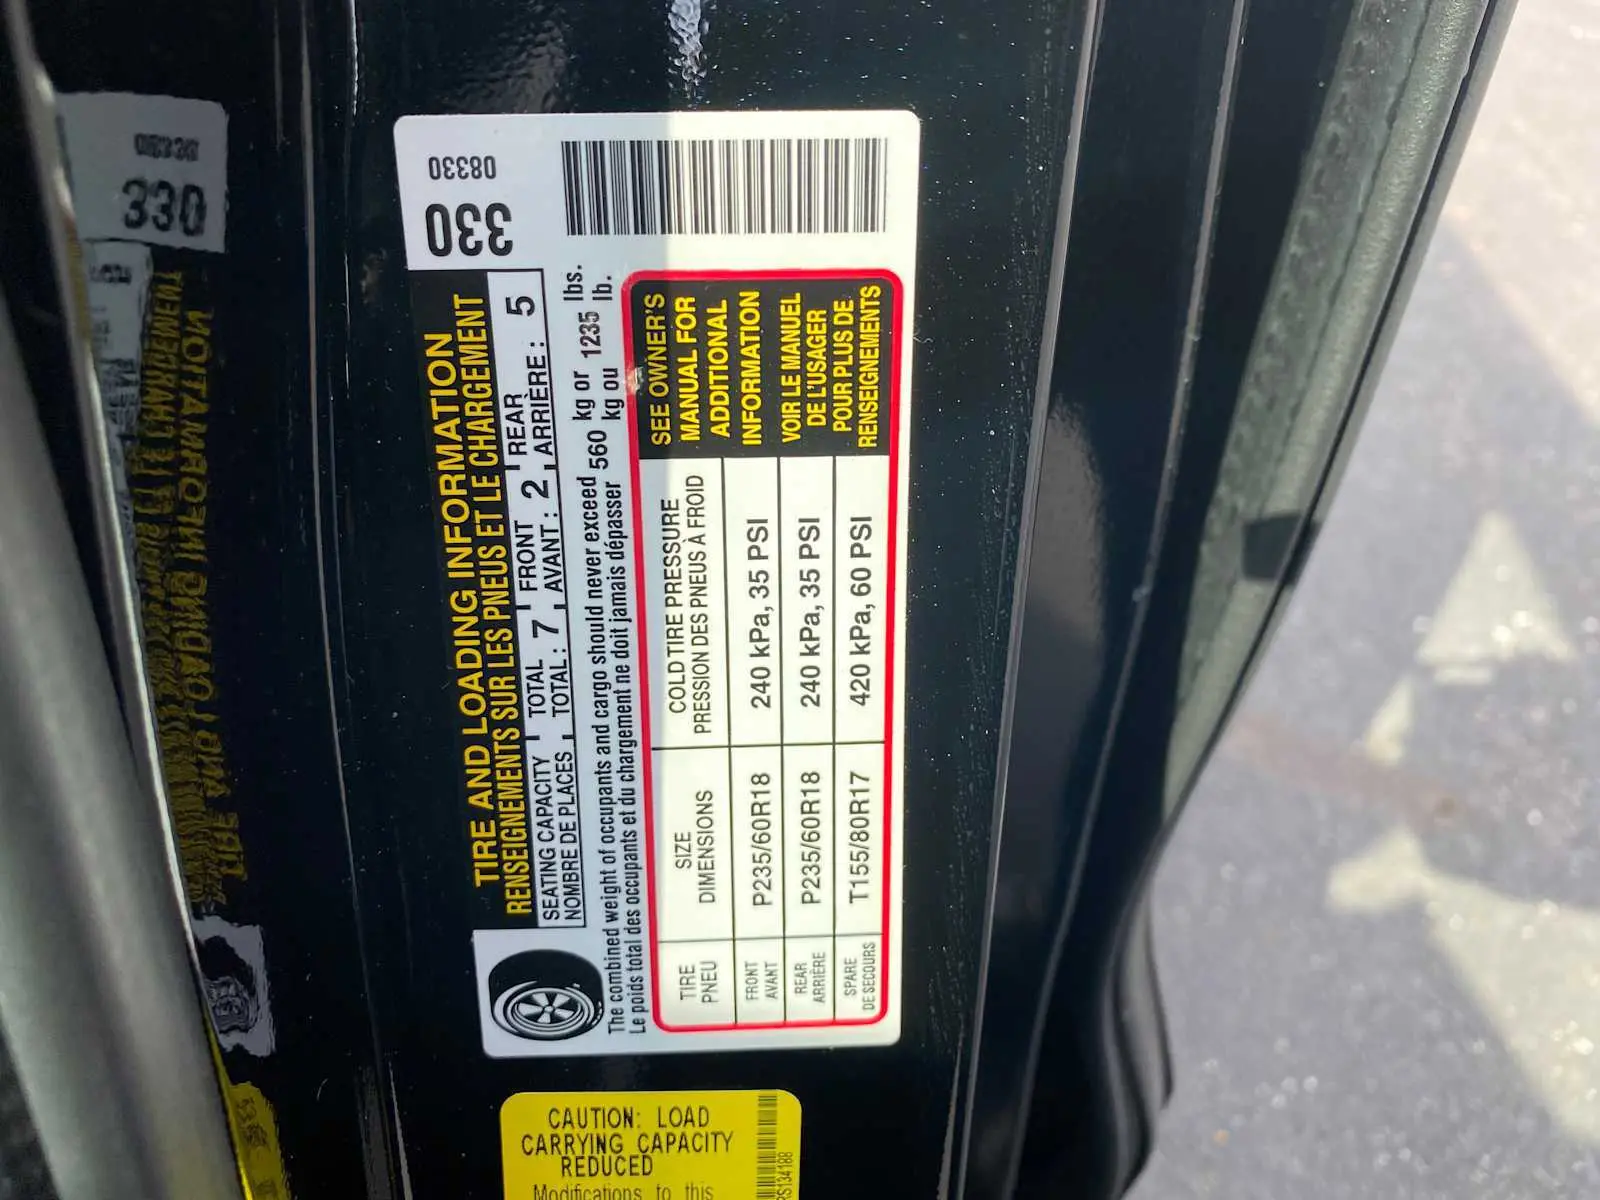 330
08330
TIRE AND LOADING INFORMATION
RENSEIGNEMENTS SUR LES PNEUS ET LE CHARGEMENT
SEATING CAPACITY TOTAL 7 FRONT 2 REAR 5
NOMBRE DE PLACES TOTAL: AVANT: ARRIÈRE:
The combined weight of occupants and cargo should never exceed 560 kg or 1235 lbs.
Le poids total des occupants et du chargement ne doit jamais dépasser kg ou lb.
TIRE SIZE COLD TIRE PRESSURE
PNEU DIMENSIONS PRESSION DES PNEUS À FROID
FRONT P235/60R18 240 kPa, 35 PSI
AVANT
REAR P235/60R18 240 kPa, 35 PSI
ARRIÈRE
SPARE T155/80R17 420 kPa, 60 PSI
DE SECOURS
SEE OWNER'S
MANUAL FOR
ADDITIONAL
INFORMATION
VOIR LE MANUEL
DE L'USAGER
POUR PLUS DE
RENSEIGNEMENTS
CAUTION: LOAD
CARRYING CAPACITY
REDUCED
Modifications to this
RS134188
330